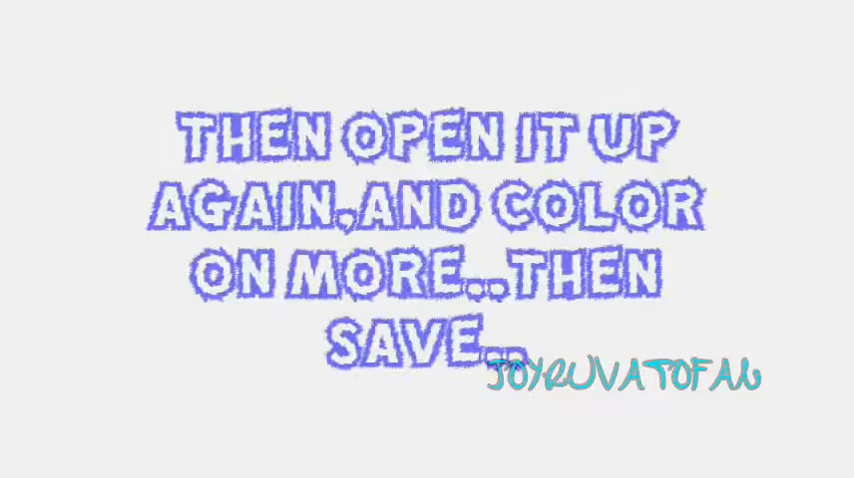 THEN OPEN IT UP
AGAIN,AND COLOR
ON MORE..THEN
SAVE..
JOYRUVATOFAN